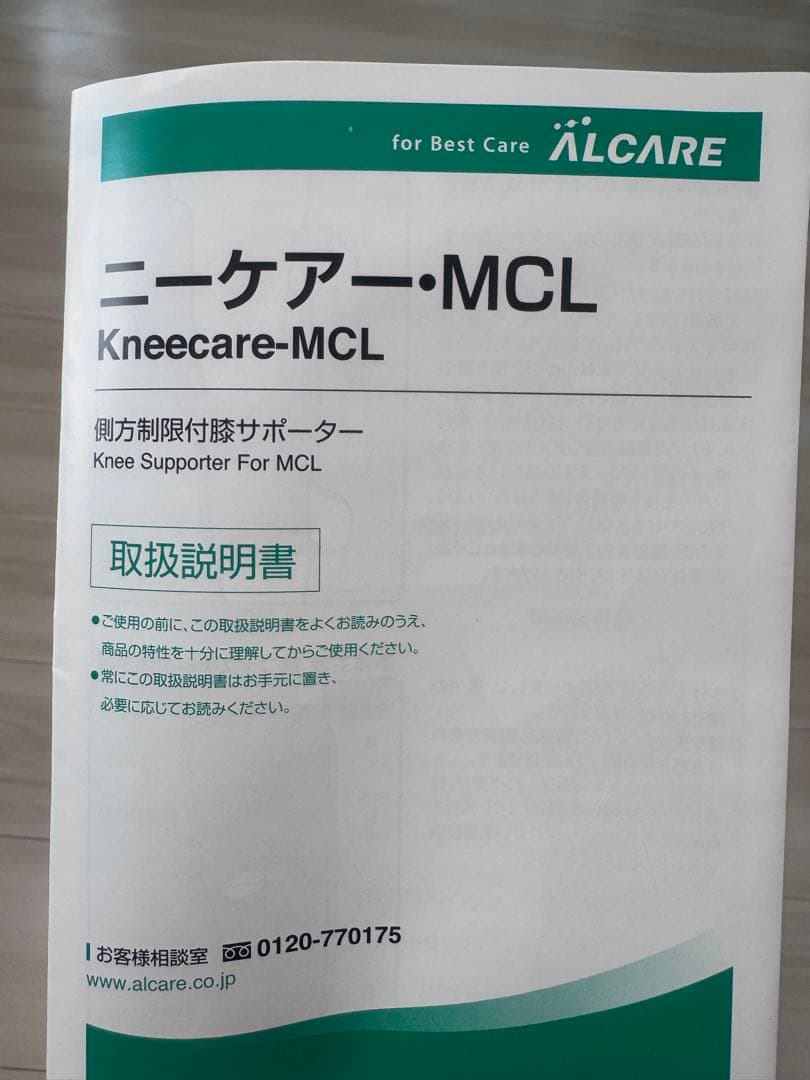 for Best Care ALCARE
ニーケアー・MCL
Kneecare-MCL
側方制限付膝サポーター
Knee Supporter For MCL
取扱説明書
●ご使用の前に、この取扱説明書をよくお読みのうえ、
商品の特性を十分に理解してからご使用ください。
●常にこの取扱説明書はお手元に置き、
必要に応じてお読みください。
お客様相談室 0120-770175
www.alcare.co.jp